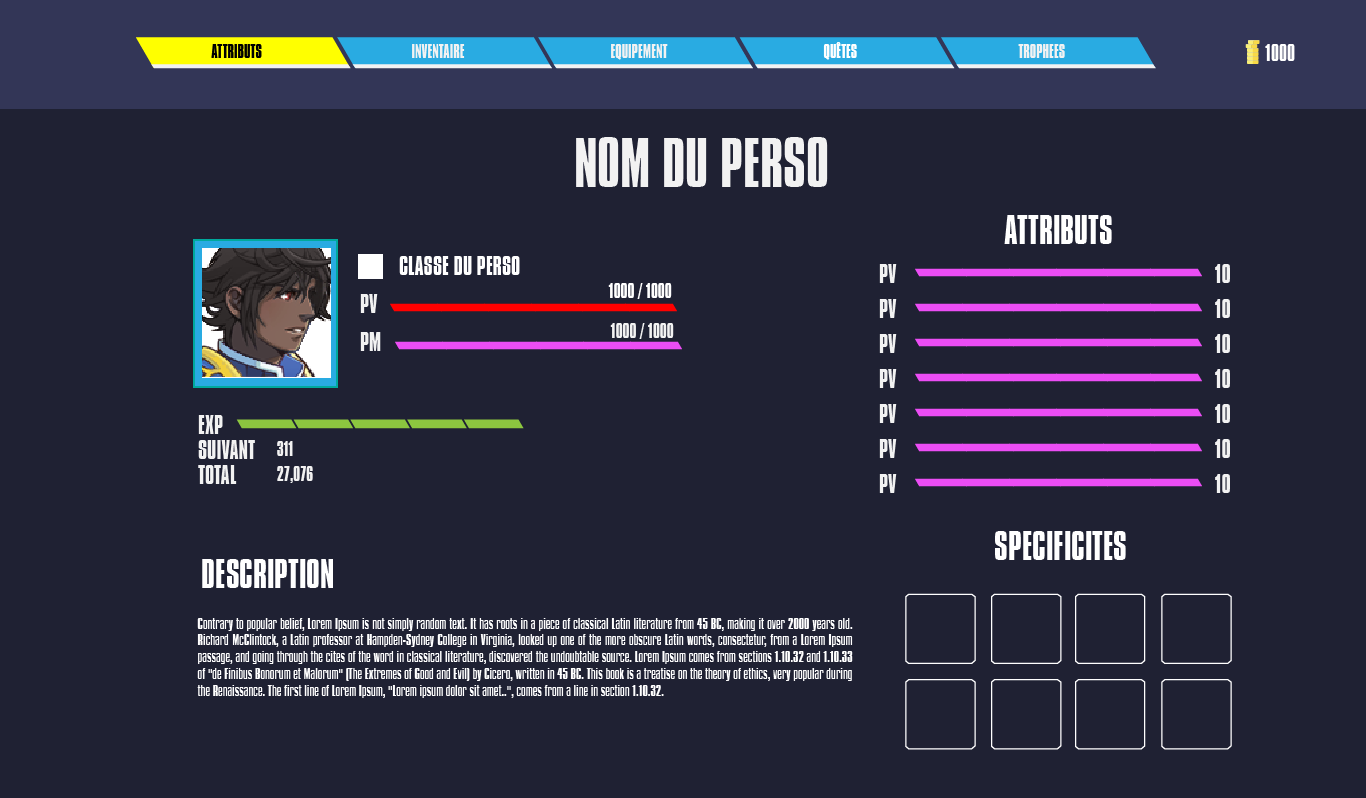 ATTRIBUTS
INVENTAIRE
EQUIPEMENT
QUÊTES
TROPHEES
1000
NOM DU PERSO
CLASSE DU PERSO
PV
1000 / 1000
PM
1000 / 1000
EXP
SUIVANT 311
TOTAL 27,076
ATTRIBUTS
PV 10
PV 10
PV 10
PV 10
PV 10
PV 10
PV 10
DESCRIPTION
Contrary to popular belief, Lorem Ipsum is not simply random text. It has roots in a piece of classical Latin literature from 45 BC, making it over 2000 years old.
Richard McClintock, a Latin professor at Hampden-Sydney College in Virginia, looked up one of the more obscure Latin words, consectetur, from a Lorem Ipsum
passage, and going through the cites of the word in classical literature, discovered the undoubtable source. Lorem Ipsum comes from sections 1.10.32 and 1.10.33
of "de Finibus Bonorum et Malorum" (The Extremes of Good and Evil) by Cicero, written in 45 BC. This book is a treatise on the theory of ethics, very popular during
the Renaissance. The first line of Lorem Ipsum, "Lorem ipsum dolor sit amet..", comes from a line in section 1.10.32.
SPECIFICITES